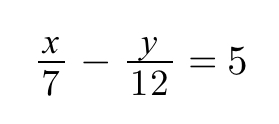 x/7 − y/12 = 5